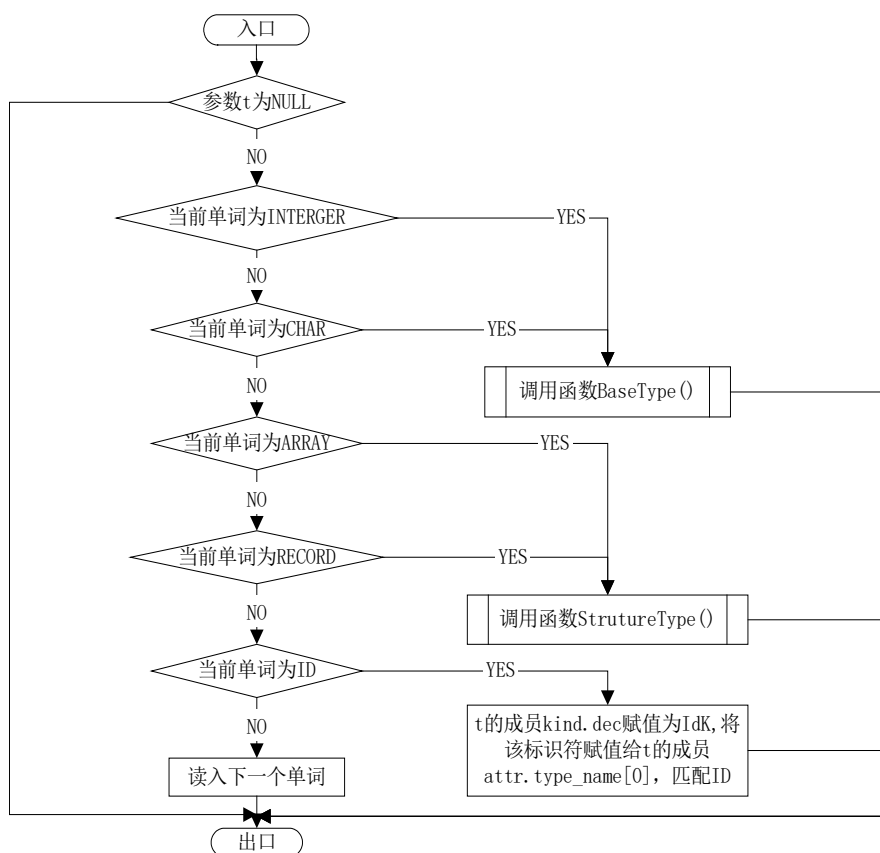 入口
参数t为NULL
NO
当前单词为INTERGER
YES
NO
当前单词为CHAR
YES
调用函数BaseType()
NO
当前单词为ARRAY
YES
NO
当前单词为RECORD
YES
NO
调用函数StrutureType()
当前单词为ID
YES
NO
t的成员kind.dec赋值为IdK,将
该标识符赋值给t的成员
attr.type_name[0],匹配ID
读入下一个单词
出口